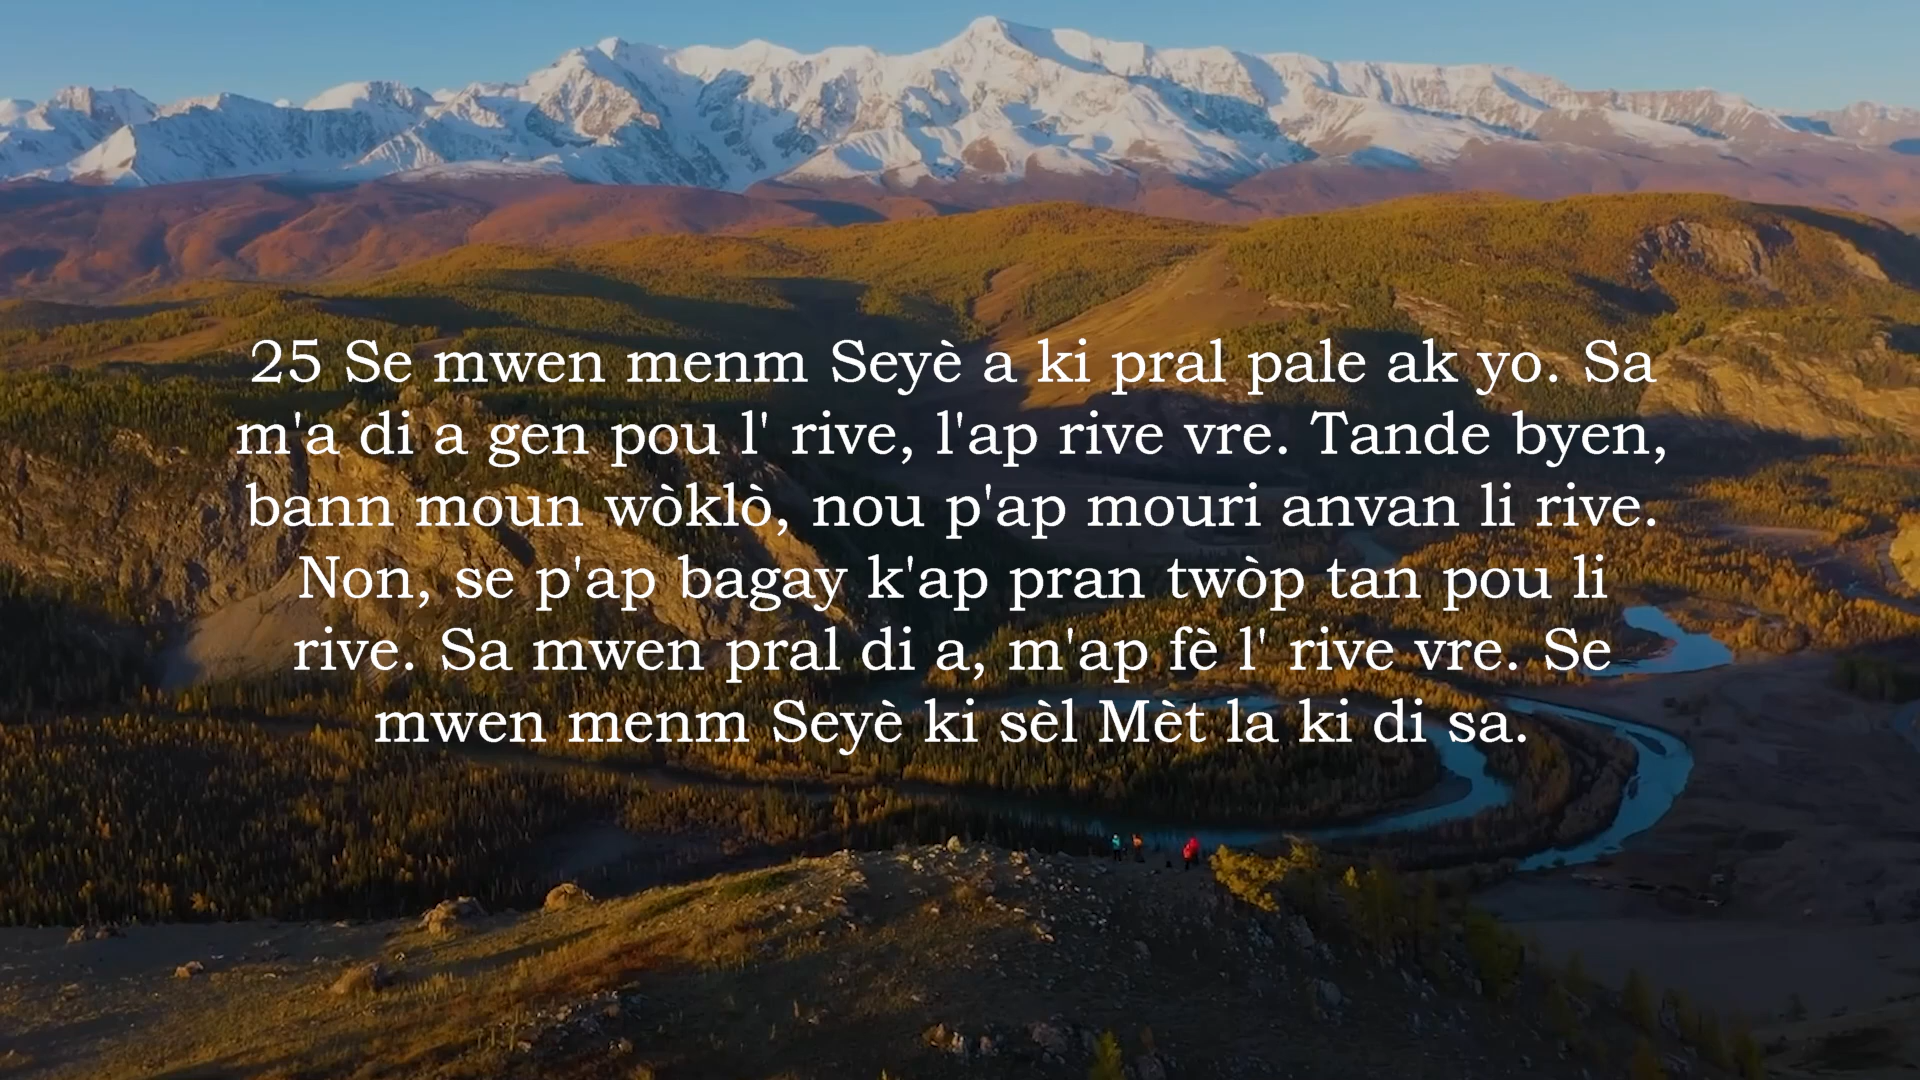 25 Se mwen menm Seyè a ki pral pale ak yo. Sa
m'a di a gen pou l' rive, l'ap rive vre. Tande byen,
bann moun wòklò, nou p'ap mouri anvan li rive.
Non, se p'ap bagay k'ap pran twòp tan pou li
rive. Sa mwen pral di a, m'ap fè l' rive vre. Se
mwen menm Seyè ki sèl Mèt la ki di sa.